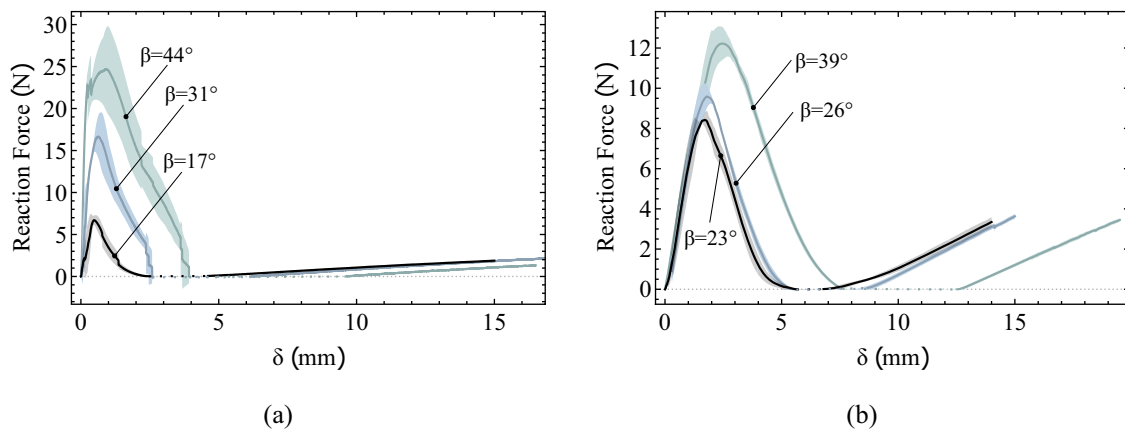 30
25
20
15
10
5
0
Reaction Force (N)
β=44°
β=31°
β=17°
0
5
10
15
δ (mm)
(a)
12
10
8
6
4
2
0
Reaction Force (N)
β=39°
β=26°
β=23°
0
5
10
15
δ (mm)
(b)